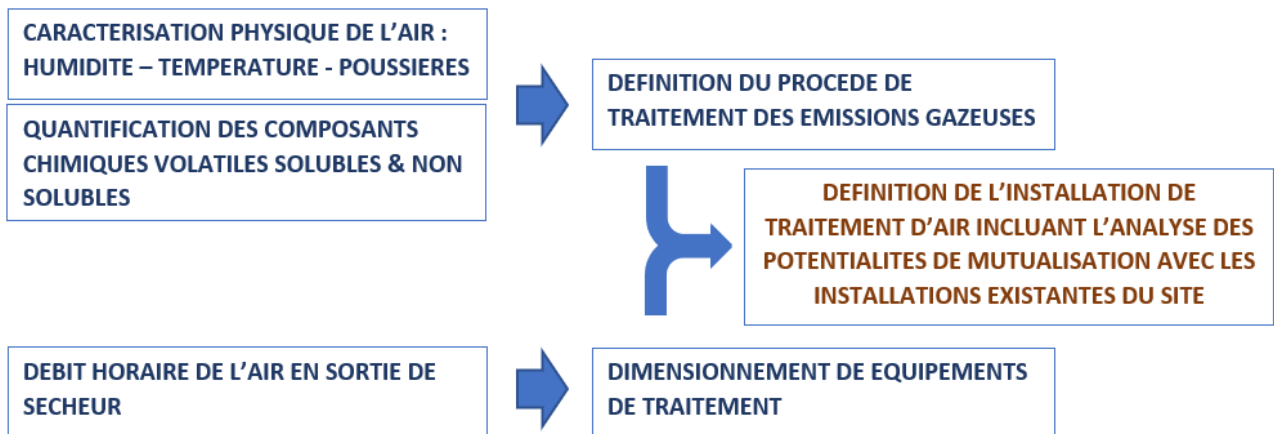 CARACTERISATION PHYSIQUE DE L’AIR :
HUMIDITE – TEMPERATURE - POUSSIERES
QUANTIFICATION DES COMPOSANTS
CHIMIQUES VOLATILES SOLUBLES & NON
SOLUBLES
DEFINITION DU PROCEDE DE
TRAITEMENT DES EMISSIONS GAZEUSES
DEFINITION DE L’INSTALLATION DE
TRAITEMENT D’AIR INCLUANT L’ANALYSE DES
POTENTIALITES DE MUTUALISATION AVEC LES
INSTALLATIONS EXISTANTES DU SITE
DEBIT HORAIRE DE L’AIR EN SORTIE DE
SECHEUR
DIMENSIONNEMENT DE EQUIPEMENTS
DE TRAITEMENT